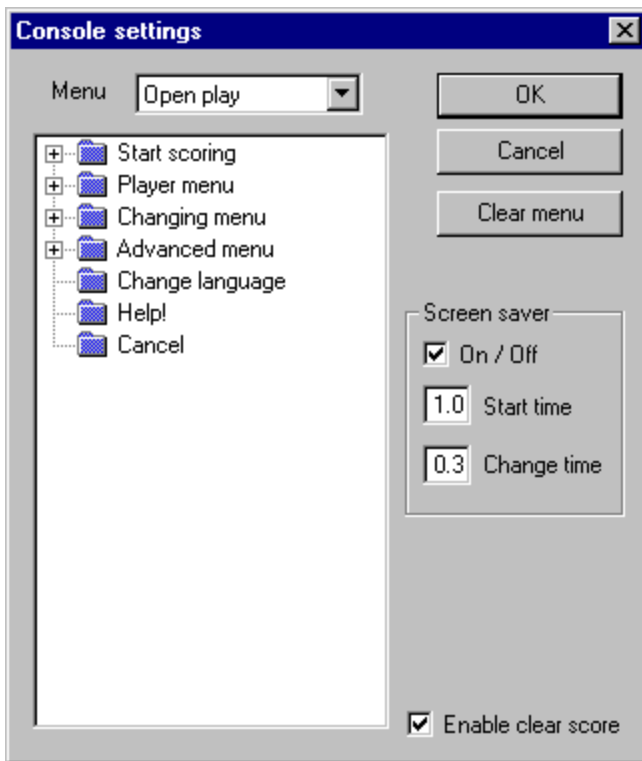 Console settings
Menu
Open play
OK
Cancel
Clear menu
Start scoring
Player menu
Changing menu
Advanced menu
Change language
Help!
Cancel
Screen saver
On / Off
1.0 Start time
0.3 Change time
Enable clear score